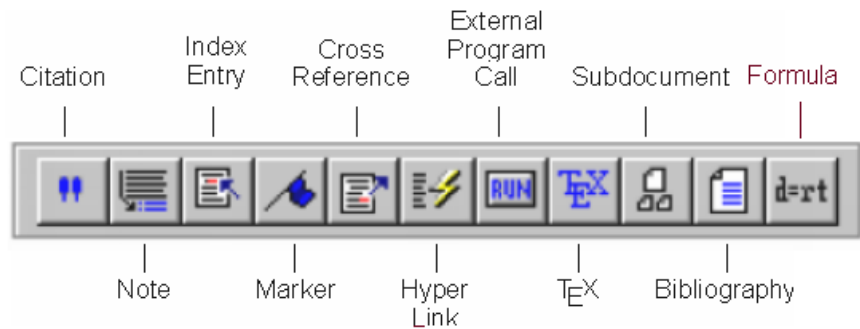 External
Index
Cross
Program
Citation
Entry
Reference
Call
Subdocument
Formula
RUN
TEX
d=rt
Note
Marker
Hyper
Link
TEX
Bibliography